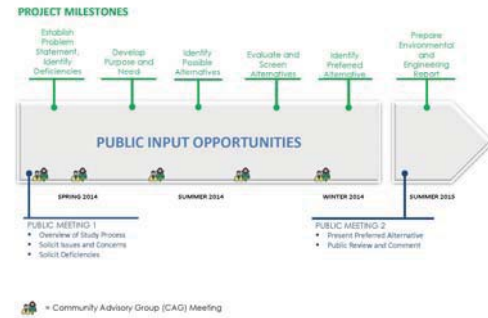 PROJECT MILESTONES
Establish
Problem
Statement,
Identify
Deficiencies
Develop
Purpose and
Need
Identify
Possible
Alternatives
Evaluate and
Screen
Alternatives
Identify
Preferred
Alternative
Prepare
Environmental
and
Engineering
Report
PUBLIC INPUT OPPORTUNITIES
SPRING 2014
SUMMER 2014
WINTER 2014
SUMMER 2015
PUBLIC MEETING 1
▪ Overview of Study Process
▪ Solicit Issues and Concerns
▪ Solicit Deficiencies
PUBLIC MEETING 2
▪ Present Preferred Alternative
▪ Public Review and Comment
= Community Advisory Group (CAG) Meeting